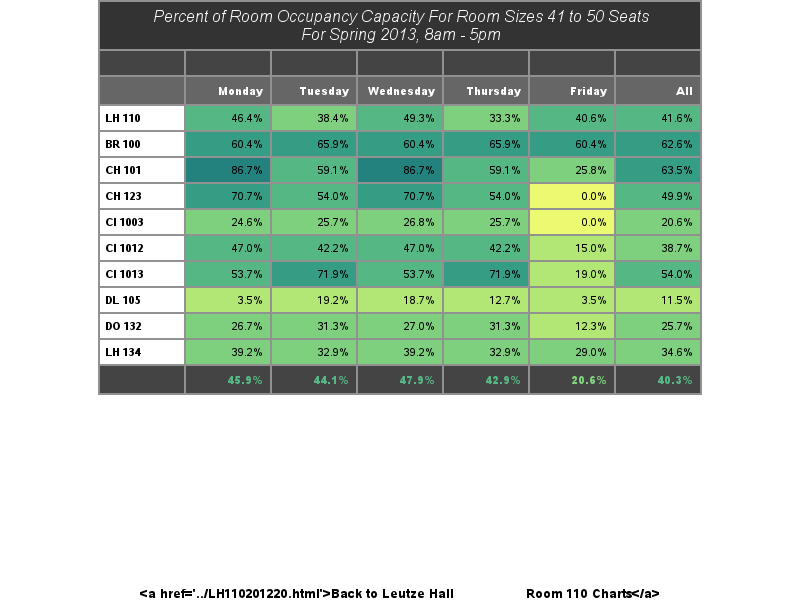 Percent of Room Occupancy Capacity For Room Sizes 41 to 50 Seats
For Spring 2013, 8am - 5pm
Monday Tuesday Wednesday Thursday Friday All
LH 110 46.4% 38.4% 49.3% 33.3% 40.6% 41.6%
BR 100 60.4% 65.9% 60.4% 65.9% 60.4% 62.6%
CH 101 86.7% 59.1% 86.7% 59.1% 25.8% 63.5%
CH 123 70.7% 54.0% 70.7% 54.0% 0.0% 49.9%
CI 1003 24.6% 25.7% 26.8% 25.7% 0.0% 20.6%
CI 1012 47.0% 42.2% 47.0% 42.2% 15.0% 38.7%
CI 1013 53.7% 71.9% 53.7% 71.9% 19.0% 54.0%
DL 105 3.5% 19.2% 18.7% 12.7% 3.5% 11.5%
DO 132 26.7% 31.3% 27.0% 31.3% 12.3% 25.7%
LH 134 39.2% 32.9% 39.2% 32.9% 29.0% 34.6%
45.9% 44.1% 47.9% 42.9% 20.6% 40.3%
<a href='../LH110201220.html'>Back to Leutze Hall Room 110 Charts</a>